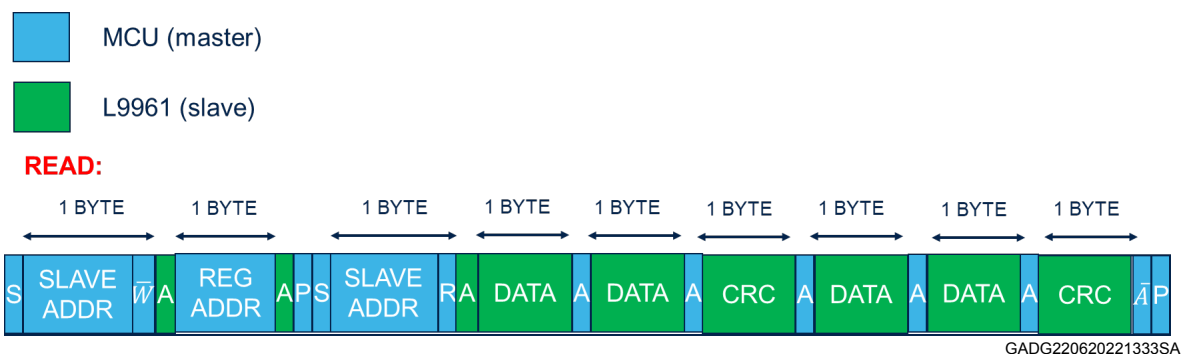 MCU (master)
L9961 (slave)
READ:
1 BYTE 1 BYTE 1 BYTE 1 BYTE 1 BYTE 1 BYTE 1 BYTE 1 BYTE 1 BYTE
S SLAVE ADDR W̅ A REG ADDR A P S SLAVE ADDR R A DATA A DATA A CRC A DATA A DATA A CRC A̅ P
GADG220620221333SA